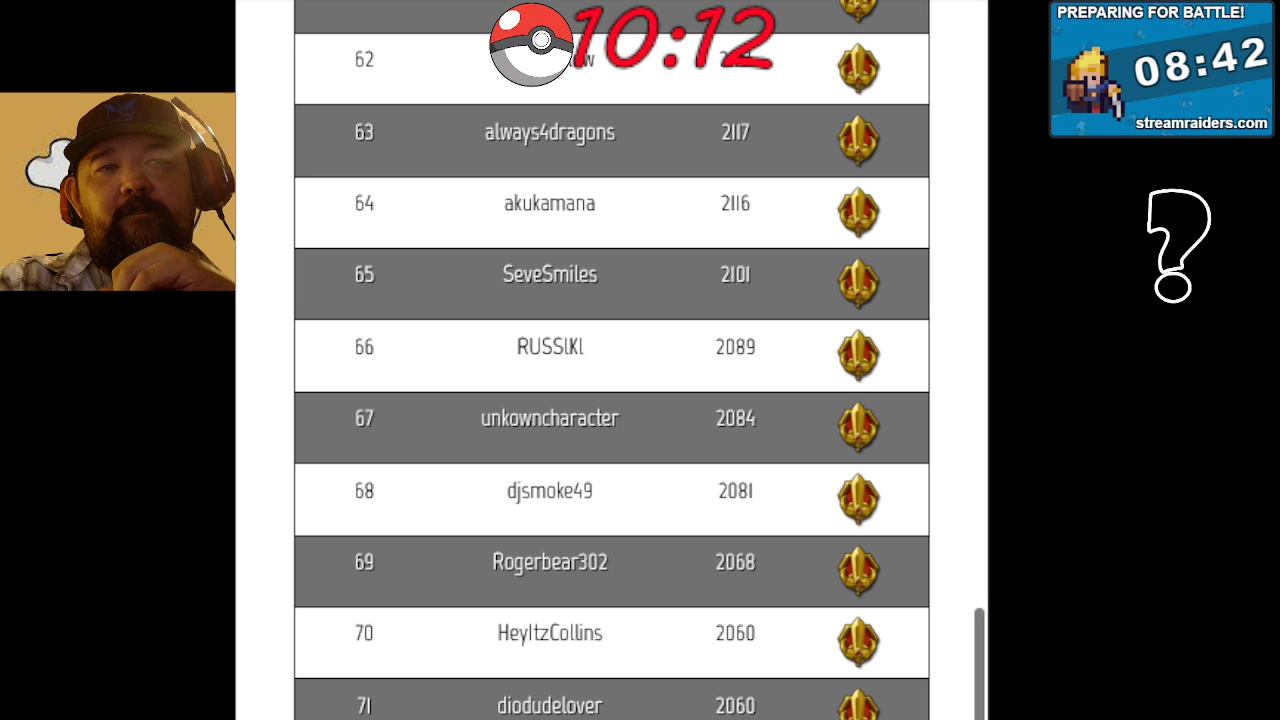 PREPARING FOR BATTLE!
10:12
08:42
streamraiders.com
?
62
63 always4dragons 2117
64 akukamana 2116
65 SeveSmiles 2101
66 RUSSIKI 2089
67 unkowncharacter 2084
68 djsmoke49 2081
69 Rogerbear302 2068
70 HeyItzCollins 2060
71 diodudelover 2060